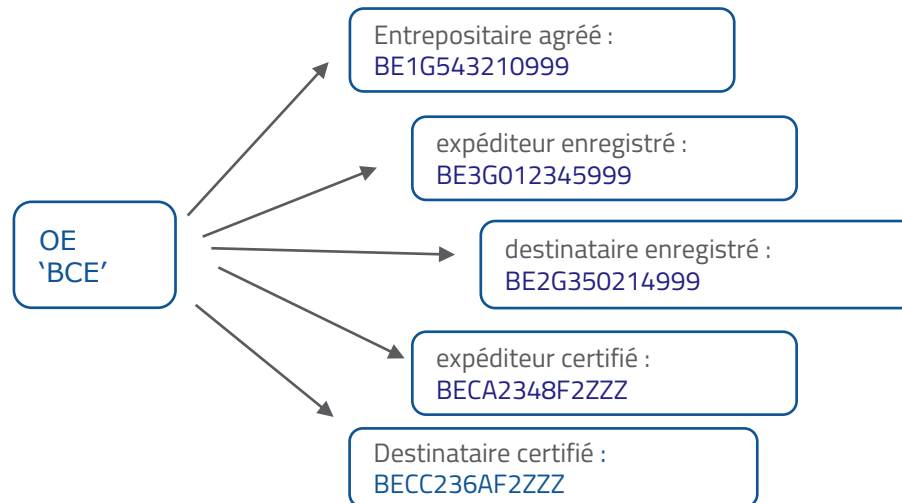 Entrepositaire agréé :
BE1G543210999
expéditeur enregistré :
BE3G012345999
OE
‘BCE’
destinataire enregistré :
BE2G350214999
expéditeur certifié :
BECA2348F2ZZZ
Destinataire certifié :
BECC236AF2ZZZ